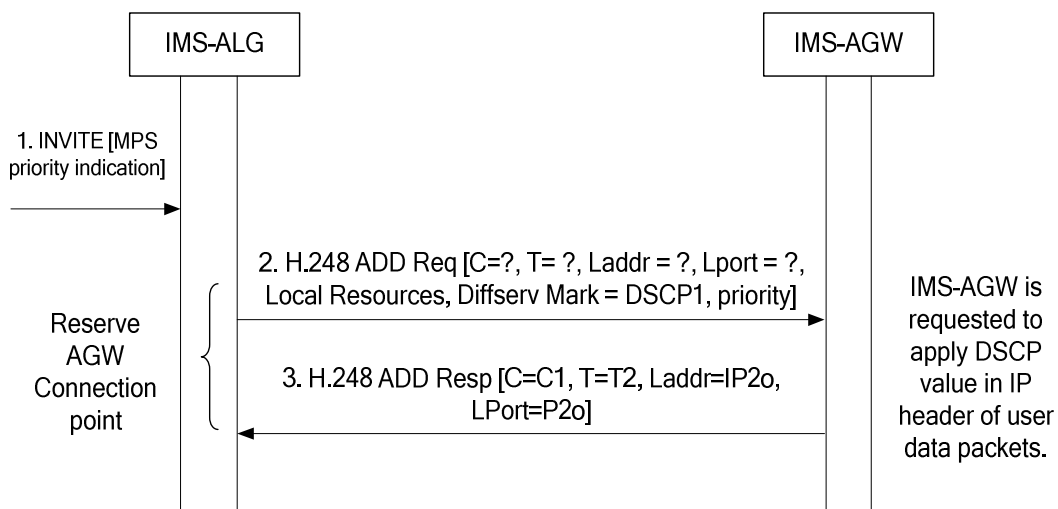 IMS-ALG
IMS-AGW
1. INVITE [MPS
priority indication]
2. H.248 ADD Req [C=?, T= ?, Laddr = ?, Lport = ?,
Local Resources, Diffserv Mark = DSCP1, priority]
Reserve
AGW
Connection
point
3. H.248 ADD Resp [C=C1, T=T2, Laddr=IP2o,
LPort=P2o]
IMS-AGW is
requested to
apply DSCP
value in IP
header of user
data packets.